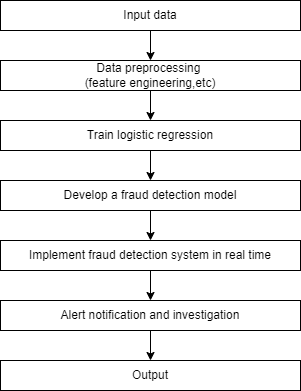 Input data
Data preprocessing
(feature engineering,etc)
Train logistic regression
Develop a fraud detection model
Implement fraud detection system in real time
Alert notification and investigation
Output